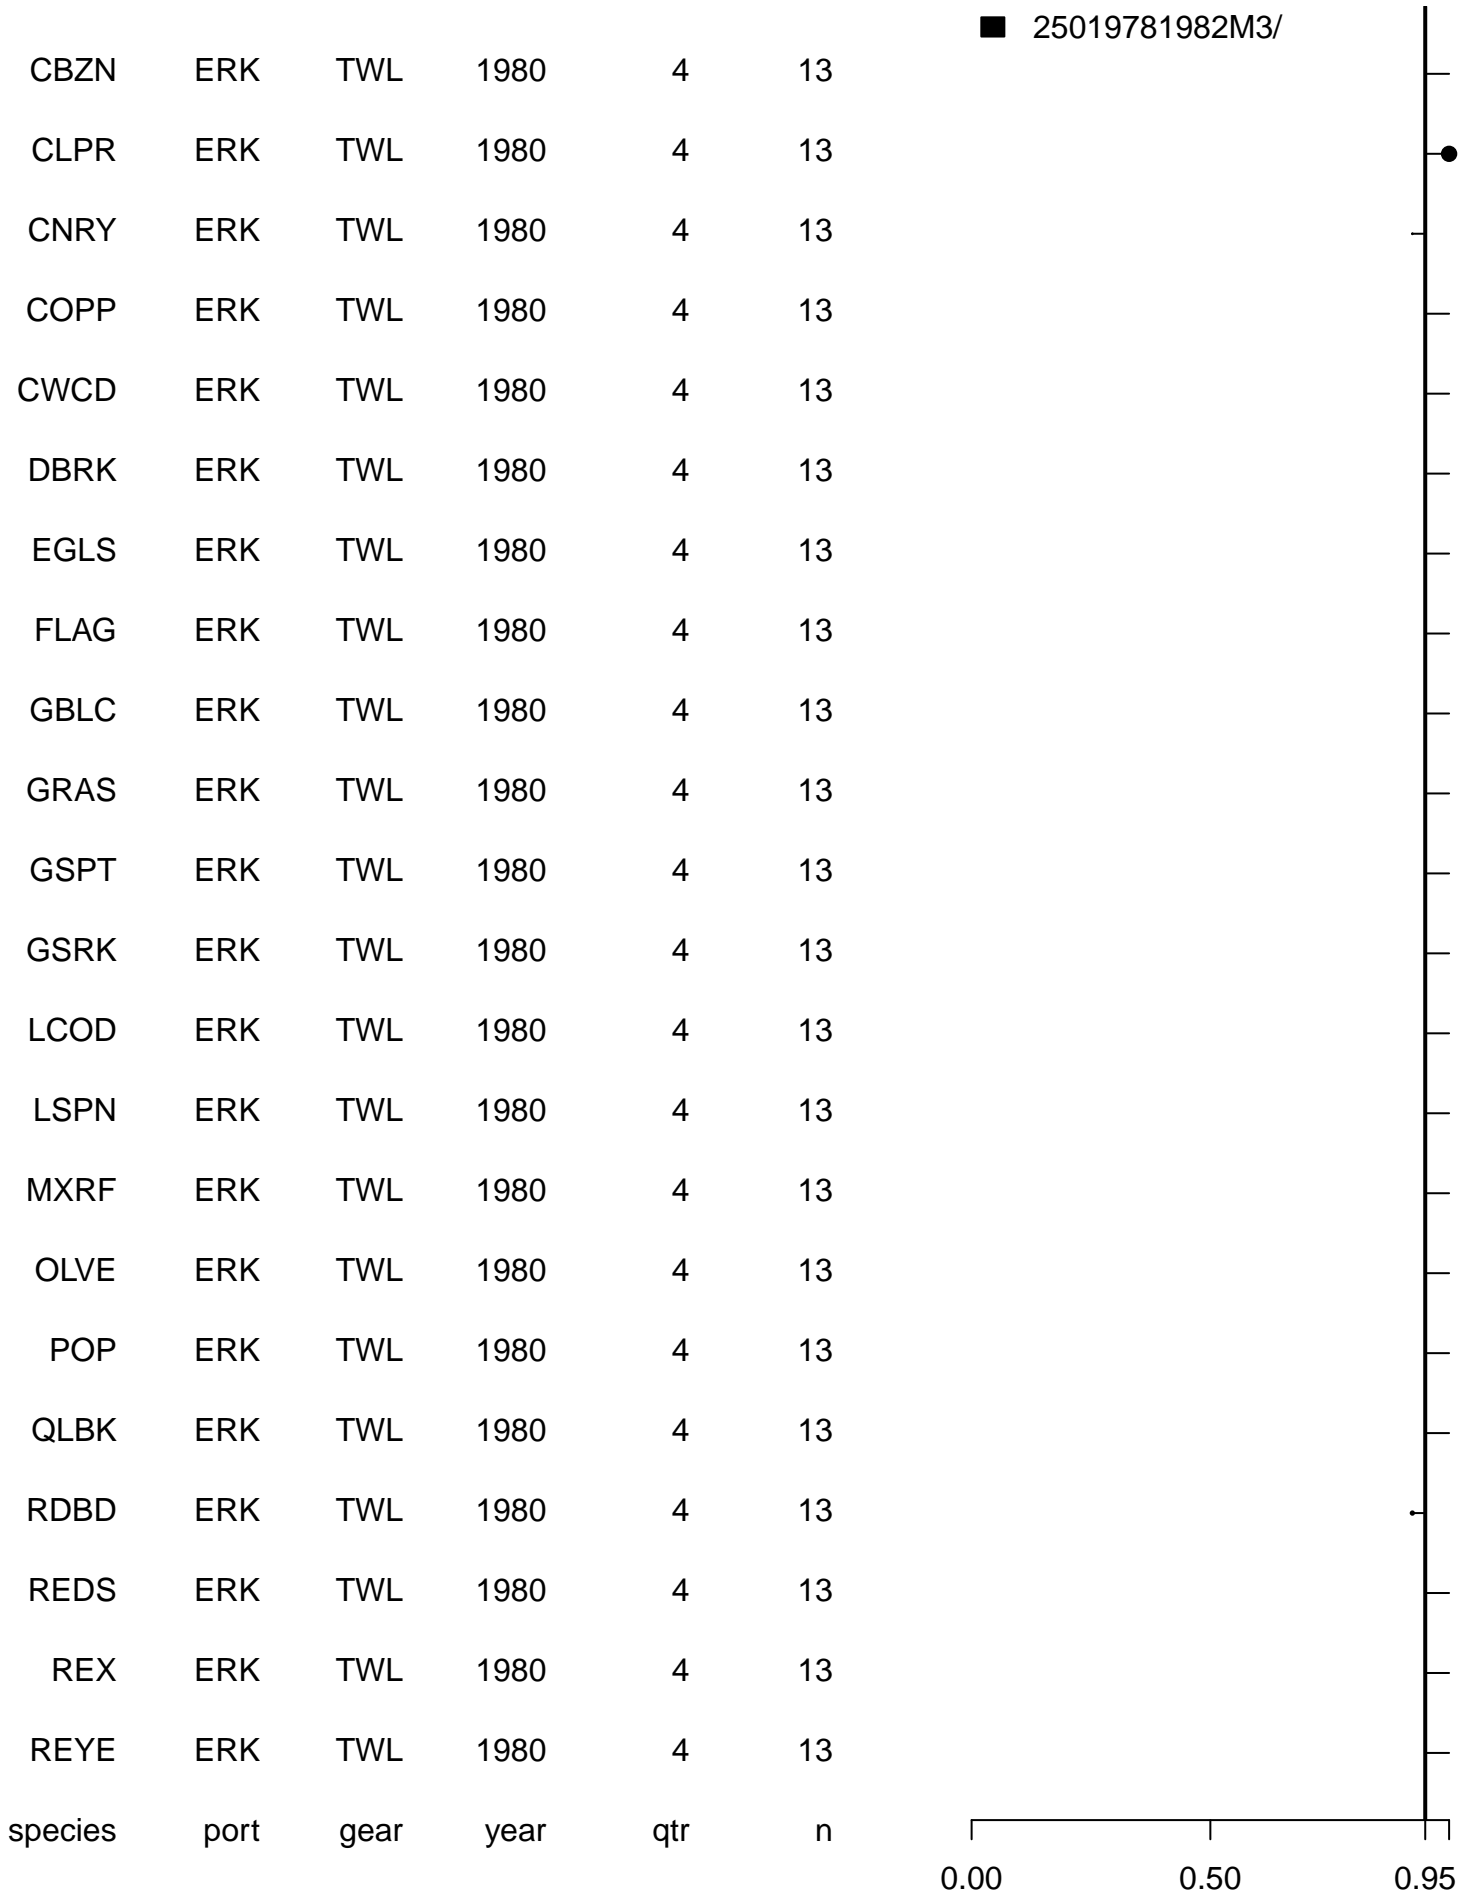 25019781982M3/
CBZN ERK TWL 1980 4 13
CLPR ERK TWL 1980 4 13
CNRY ERK TWL 1980 4 13
COPP ERK TWL 1980 4 13
CWCD ERK TWL 1980 4 13
DBRK ERK TWL 1980 4 13
EGLS ERK TWL 1980 4 13
FLAG ERK TWL 1980 4 13
GBLC ERK TWL 1980 4 13
GRAS ERK TWL 1980 4 13
GSPT ERK TWL 1980 4 13
GSRK ERK TWL 1980 4 13
LCOD ERK TWL 1980 4 13
LSPN ERK TWL 1980 4 13
MXRF ERK TWL 1980 4 13
OLVE ERK TWL 1980 4 13
POP ERK TWL 1980 4 13
QLBK ERK TWL 1980 4 13
RDBD ERK TWL 1980 4 13
REDS ERK TWL 1980 4 13
REX ERK TWL 1980 4 13
REYE ERK TWL 1980 4 13
species port gear year qtr n
0.00 0.50 0.95